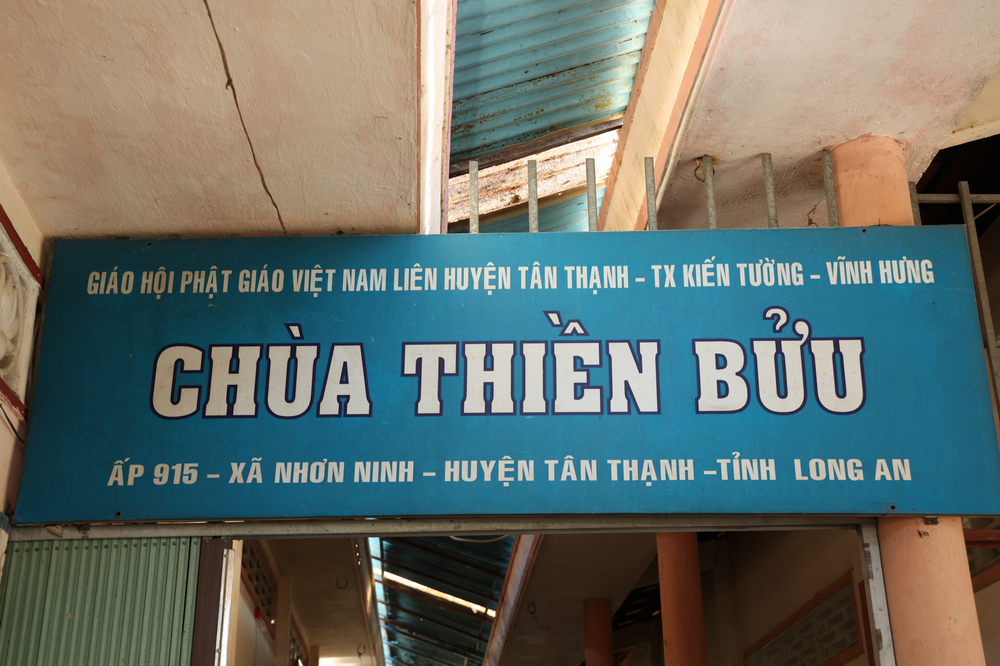 GIÁO HỘI PHẬT GIÁO VIỆT NAM LIÊN HUYỆN TÂN THẠNH - TX KIẾN TƯỜNG - VĨNH HƯNG
CHÙA THIỀN BỬU
ẤP 915 - XÃ NHƠN NINH - HUYỆN TÂN THẠNH -TỈNH LONG AN